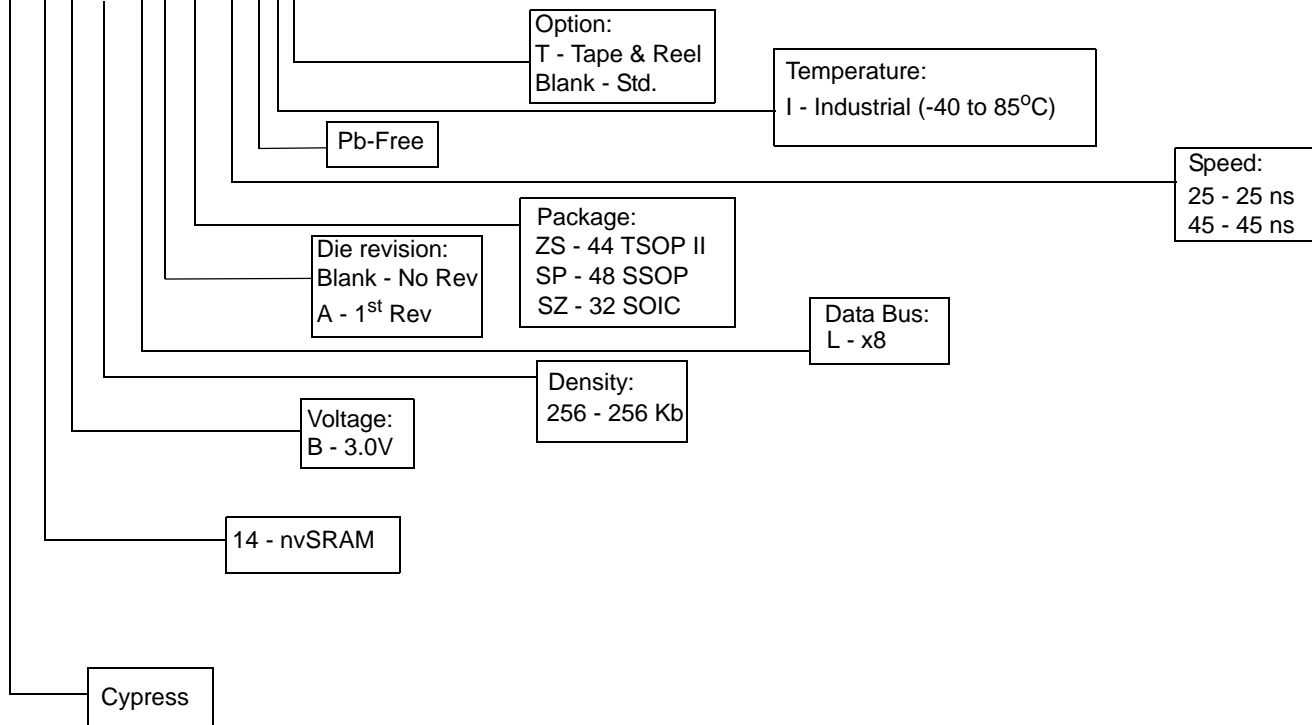 Option:
T - Tape & Reel
Blank - Std.
Temperature:
I - Industrial (-40 to 85°C)
Pb-Free
Speed:
25 - 25 ns
45 - 45 ns
Package:
ZS - 44 TSOP II
SP - 48 SSOP
SZ - 32 SOIC
Die revision:
Blank - No Rev
A - 1st Rev
Data Bus:
L - x8
Density:
256 - 256 Kb
Voltage:
B - 3.0V
14 - nvSRAM
Cypress